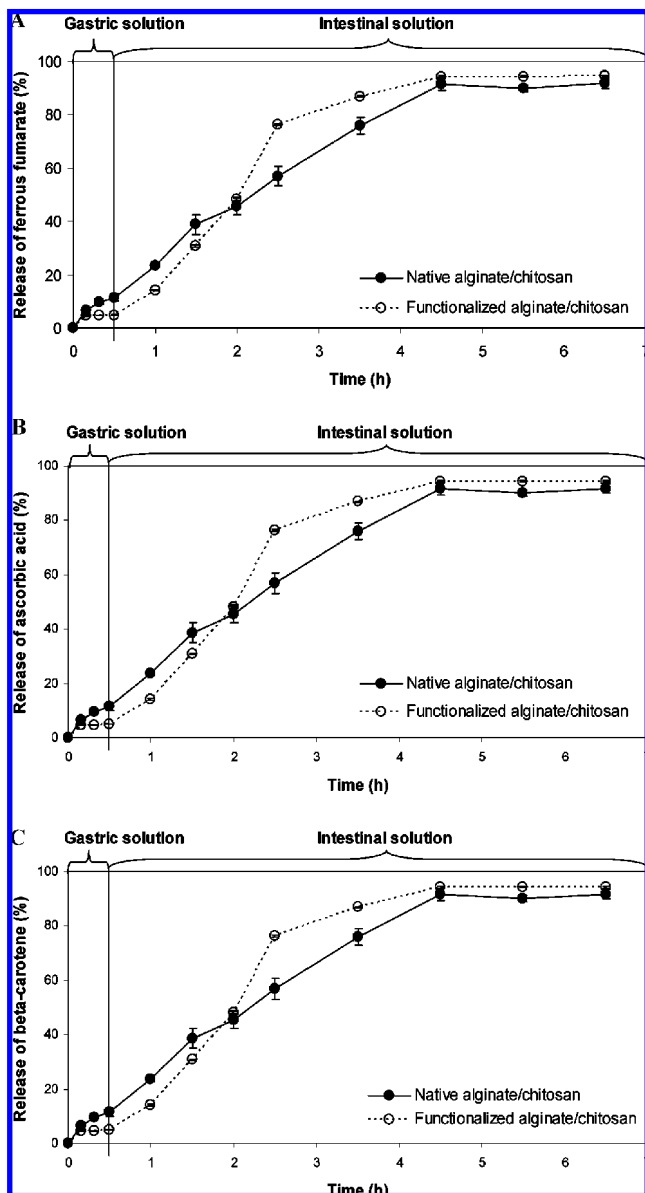 A
Gastric solution Intestinal solution
Release of ferrous fumarate (%)
100
80
60
40
20
0
Native alginate/chitosan
Functionalized alginate/chitosan
0 1 2 3 4 5 6 7
Time (h)
B
Gastric solution Intestinal solution
Release of ascorbic acid (%)
100
80
60
40
20
0
Native alginate/chitosan
Functionalized alginate/chitosan
0 1 2 3 4 5 6 7
Time (h)
C
Gastric solution Intestinal solution
Release of beta-carotene (%)
100
80
60
40
20
0
Native alginate/chitosan
Functionalized alginate/chitosan
0 1 2 3 4 5 6 7
Time (h)